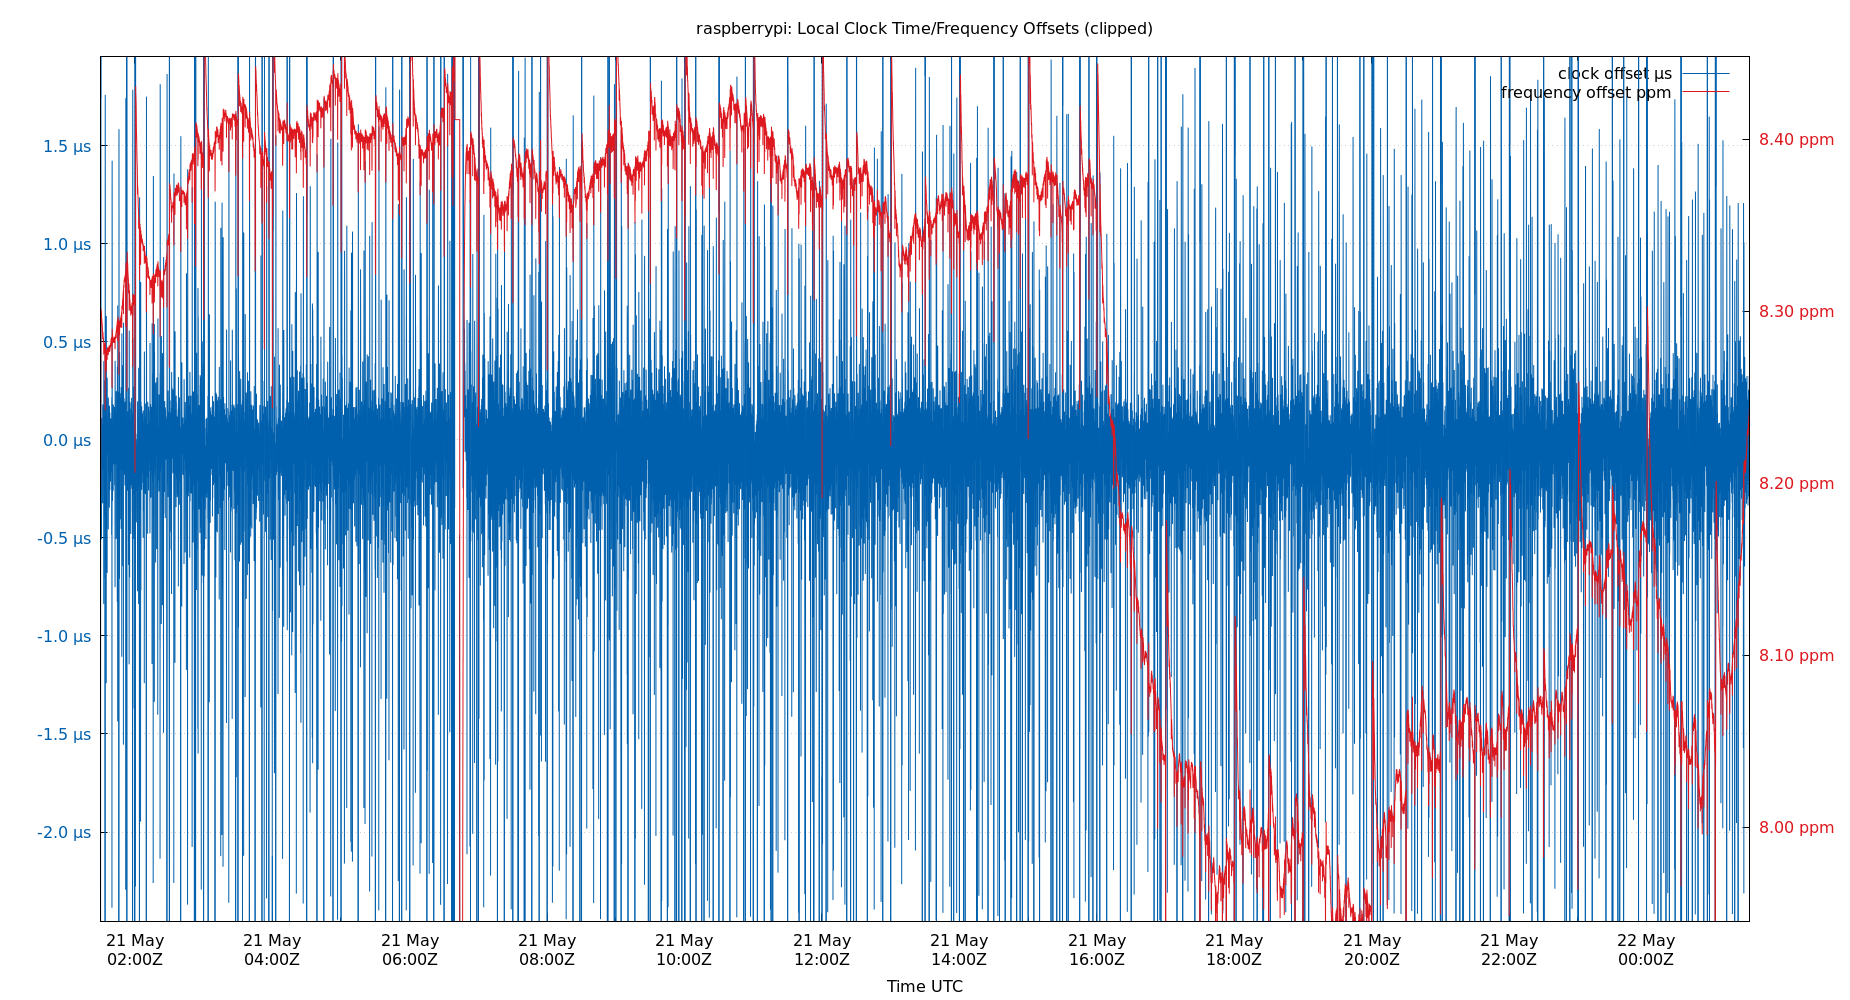 raspberrypi: Local Clock Time/Frequency Offsets (clipped)
clock offset µs
frequency offset ppm
1.5 µs
1.0 µs
0.5 µs
0.0 µs
-0.5 µs
-1.0 µs
-1.5 µs
-2.0 µs
8.40 ppm
8.30 ppm
8.20 ppm
8.10 ppm
8.00 ppm
21 May 21 May 21 May 21 May 21 May 21 May 21 May 21 May 21 May 21 May 21 May 22 May
02:00Z 04:00Z 06:00Z 08:00Z 10:00Z 12:00Z 14:00Z 16:00Z 18:00Z 20:00Z 22:00Z 00:00Z
Time UTC